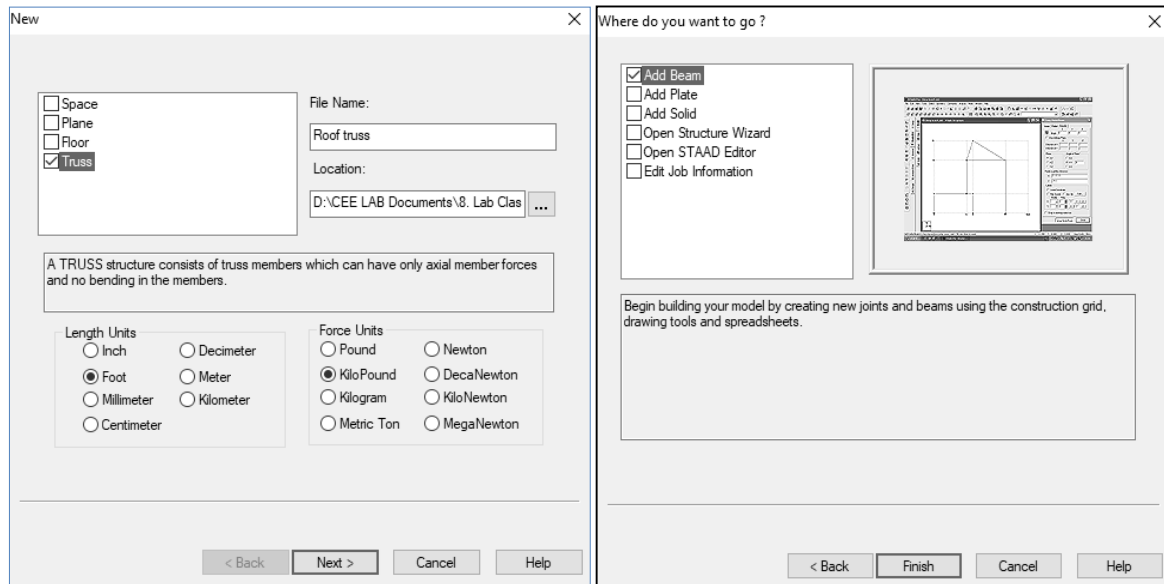 New
Space
Plane
Floor
Truss
File Name:
Roof truss
Location:
D:\CEE LAB Documents\8. Lab Clas
...
A TRUSS structure consists of truss members which can have only axial member forces
and no bending in the members.
Length Units
Inch
Decimeter
Foot
Meter
Millimeter
Kilometer
Centimeter
Force Units
Pound
Newton
KiloPound
DecaNewton
Kilogram
KiloNewton
Metric Ton
MegaNewton
< Back
Next >
Cancel
Help
Where do you want to go ?
Add Beam
Add Plate
Add Solid
Open Structure Wizard
Open STAAD Editor
Edit Job Information
Begin building your model by creating new joints and beams using the construction grid,
drawing tools and spreadsheets.
< Back
Finish
Cancel
Help